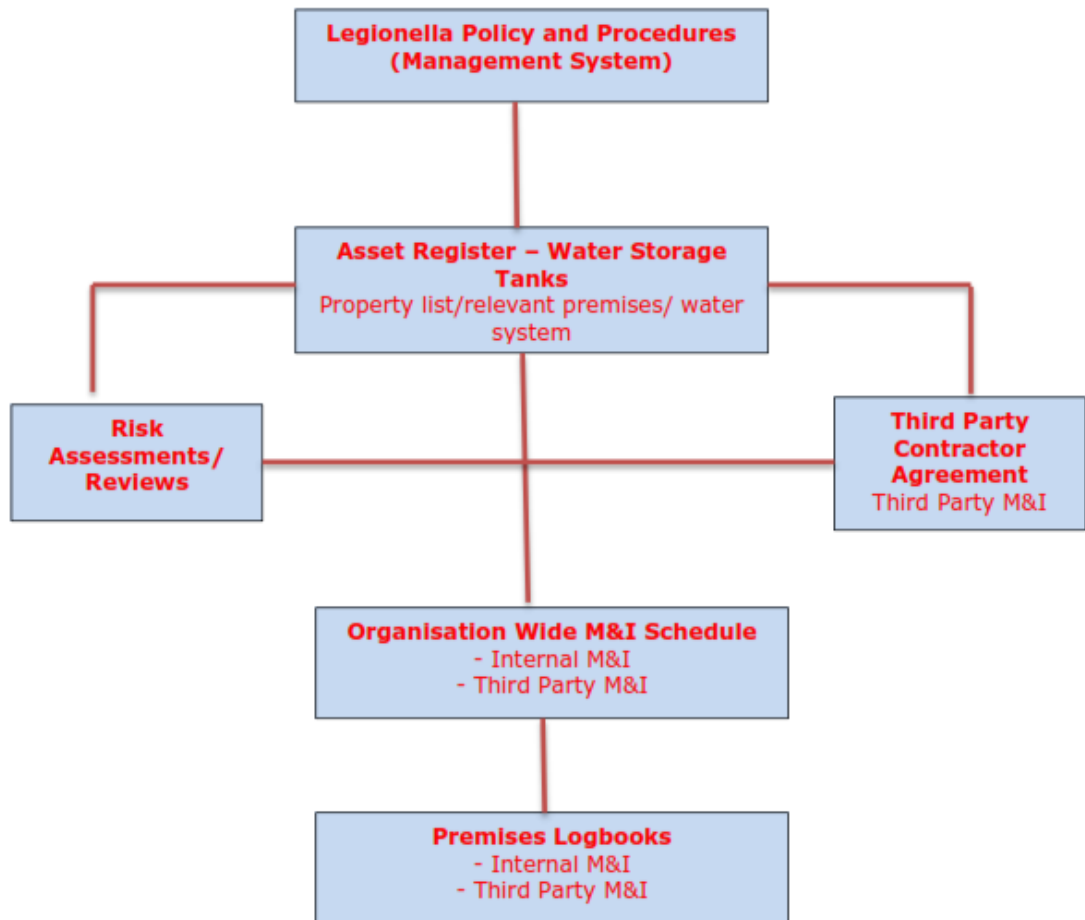 Legionella Policy and Procedures
(Management System)
Asset Register – Water Storage
Tanks
Property list/relevant premises/ water
system
Risk
Assessments/
Reviews
Third Party
Contractor
Agreement
Third Party M&I
Organisation Wide M&I Schedule
- Internal M&I
- Third Party M&I
Premises Logbooks
- Internal M&I
- Third Party M&I